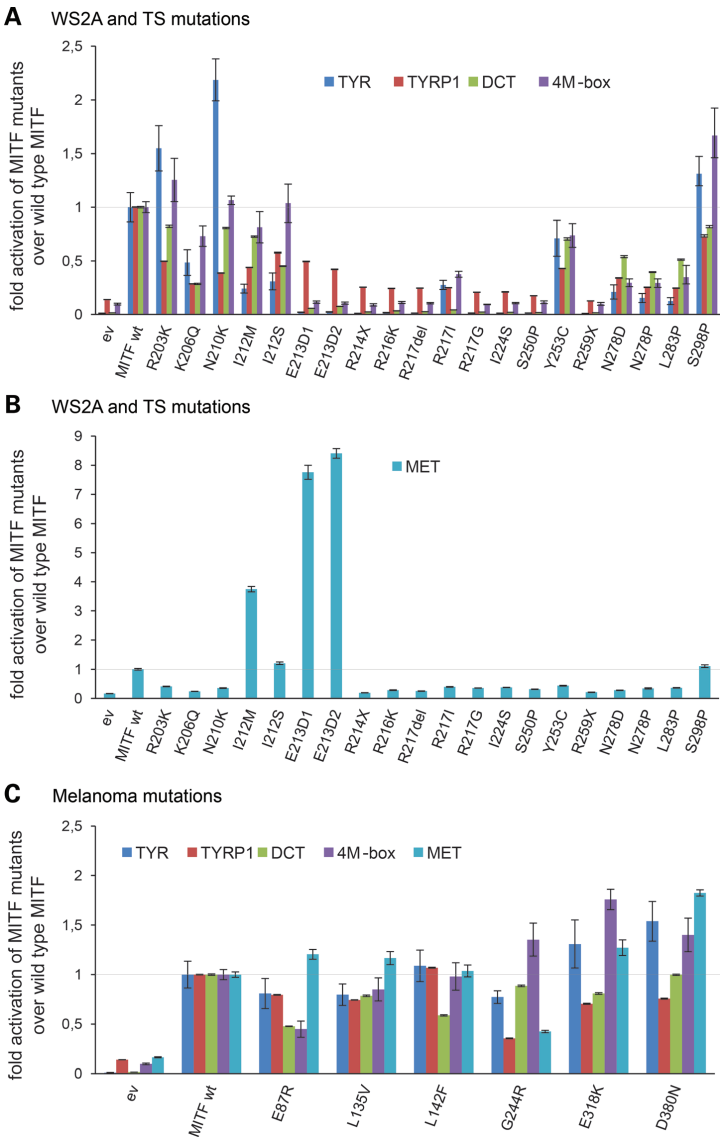 A WS2A and TS mutations
fold activation of MITF mutants
over wild type MITF
2,5
2
1,5
1
0,5
0
TYR TYRP1 DCT 4M-box
ev MITF wt R203K K206Q N210K I212M I212S E213D1 E213D2 R214X R216K R217del R217I R217G I224S S250P Y253C R259X N278D N278P L283P S298P
B WS2A and TS mutations
fold activation of MITF mutants
over wild type MITF
9
8
7
6
5
4
3
2
1
0
MET
ev MITF wt R203K K206Q N210K I212M I212S E213D1 E213D2 R214X R216K R217del R217I R217G I224S S250P Y253C R259X N278D N278P L283P S298P
C Melanoma mutations
fold activation of MITF mutants
over wild type MITF
2,5
2
1,5
1
0,5
0
TYR TYRP1 DCT 4M-box MET
ev MITF wt E87R L135V L142F G244R E318K D380N